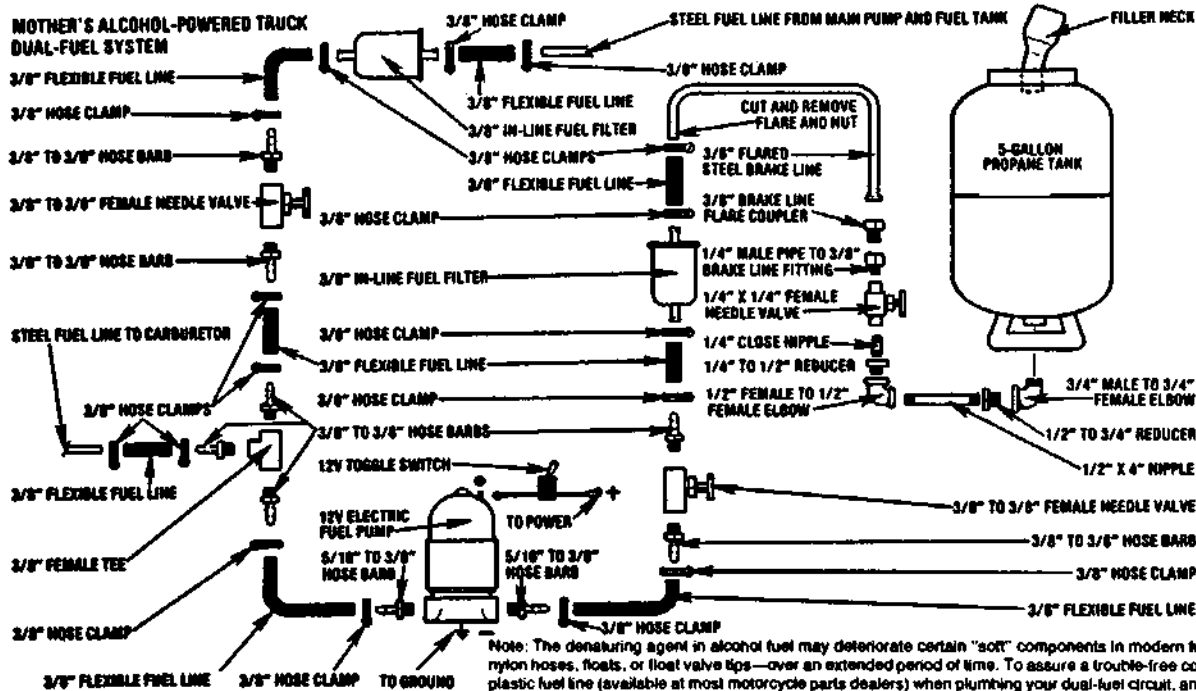 MOTHER'S ALCOHOL-POWERED TRUCK
DUAL-FUEL SYSTEM
3/8" FLEXIBLE FUEL LINE
3/8" HOSE CLAMP
3/8" TO 3/8" HOSE BARB
3/8" TO 3/8" FEMALE NEEDLE VALVE
3/8" TO 3/8" HOSE BARB
STEEL FUEL LINE TO CARBURETOR
3/8" HOSE CLAMPS
3/8" FLEXIBLE FUEL LINE
3/8" FEMALE TEE
3/8" HOSE CLAMP
3/8" FLEXIBLE FUEL LINE
3/8" HOSE CLAMP
TO GROUND
3/8" HOSE CLAMP
STEEL FUEL LINE FROM MAIN PUMP AND FUEL TANK
3/8" HOSE CLAMP
3/8" FLEXIBLE FUEL LINE
3/8" IN-LINE FUEL FILTER
3/8" HOSE CLAMPS
3/8" FLEXIBLE FUEL LINE
3/8" HOSE CLAMP
3/8" IN-LINE FUEL FILTER
3/8" HOSE CLAMP
3/8" FLEXIBLE FUEL LINE
3/8" HOSE CLAMP
3/8" TO 3/8" HOSE BARBS
12V TOGGLE SWITCH
+
TO POWER
12V ELECTRIC
FUEL PUMP
5/16" TO 3/8"
HOSE BARB
5/16" TO 3/8"
HOSE BARB
3/8" HOSE CLAMP
CUT AND REMOVE
FLARE AND NUT
3/8" FLARED
STEEL BRAKE LINE
3/8" BRAKE LINE
FLARE COUPLER
1/4" MALE PIPE TO 3/8"
BRAKE LINE FITTING
1/4" X 1/4" FEMALE
NEEDLE VALVE
1/4" CLOSE NIPPLE
1/4" TO 1/2" REDUCER
1/2" FEMALE TO 1/2"
FEMALE ELBOW
FILLER NECK
5-GALLON
PROPANE TANK
3/4" MALE TO 3/4"
FEMALE ELBOW
1/2" TO 3/4" REDUCER
1/2" X 4" NIPPLE
3/8" TO 3/8" FEMALE NEEDLE VALVE
3/8" TO 3/8" HOSE BARB
3/8" HOSE CLAMP
3/8" FLEXIBLE FUEL LINE
Note: The denaturing agent in alcohol fuel may deteriorate certain "soft" components in modern
nylon hoses, floats, or float valve tips—over an extended period of time. To assure a trouble-free
plastic fuel line (available at most motorcycle parts dealers) when plumbing your dual-fuel circuit,